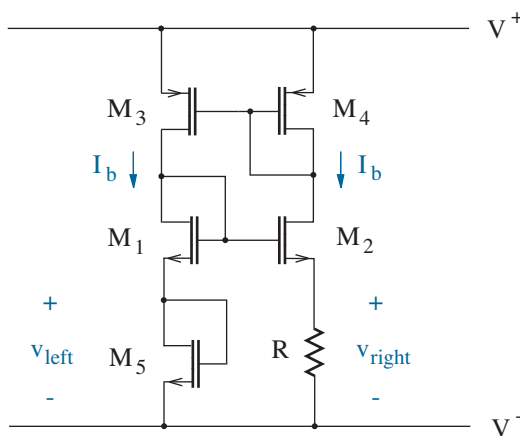 V+
M3
M4
Ib
Ib
M1
M2
+
+
vleft
M5
R
vright
-
-
V-